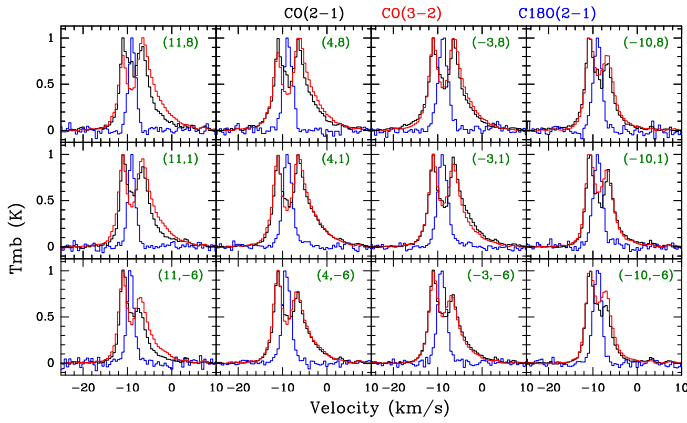 CO(2−1) CO(3−2) C18O(2−1)
1 (11,8) (4,8) (−3,8) (−10,8)
0.5
0
1 (11,1) (4,1) (−3,1) (−10,1)
0.5
0
1 (11,−6) (4,−6) (−3,−6) (−10,−6)
0.5
0
−20 −10 0 −20 −10 0 −20 −10 0 −20 −10 0 10
Tmb (K)
Velocity (km/s)